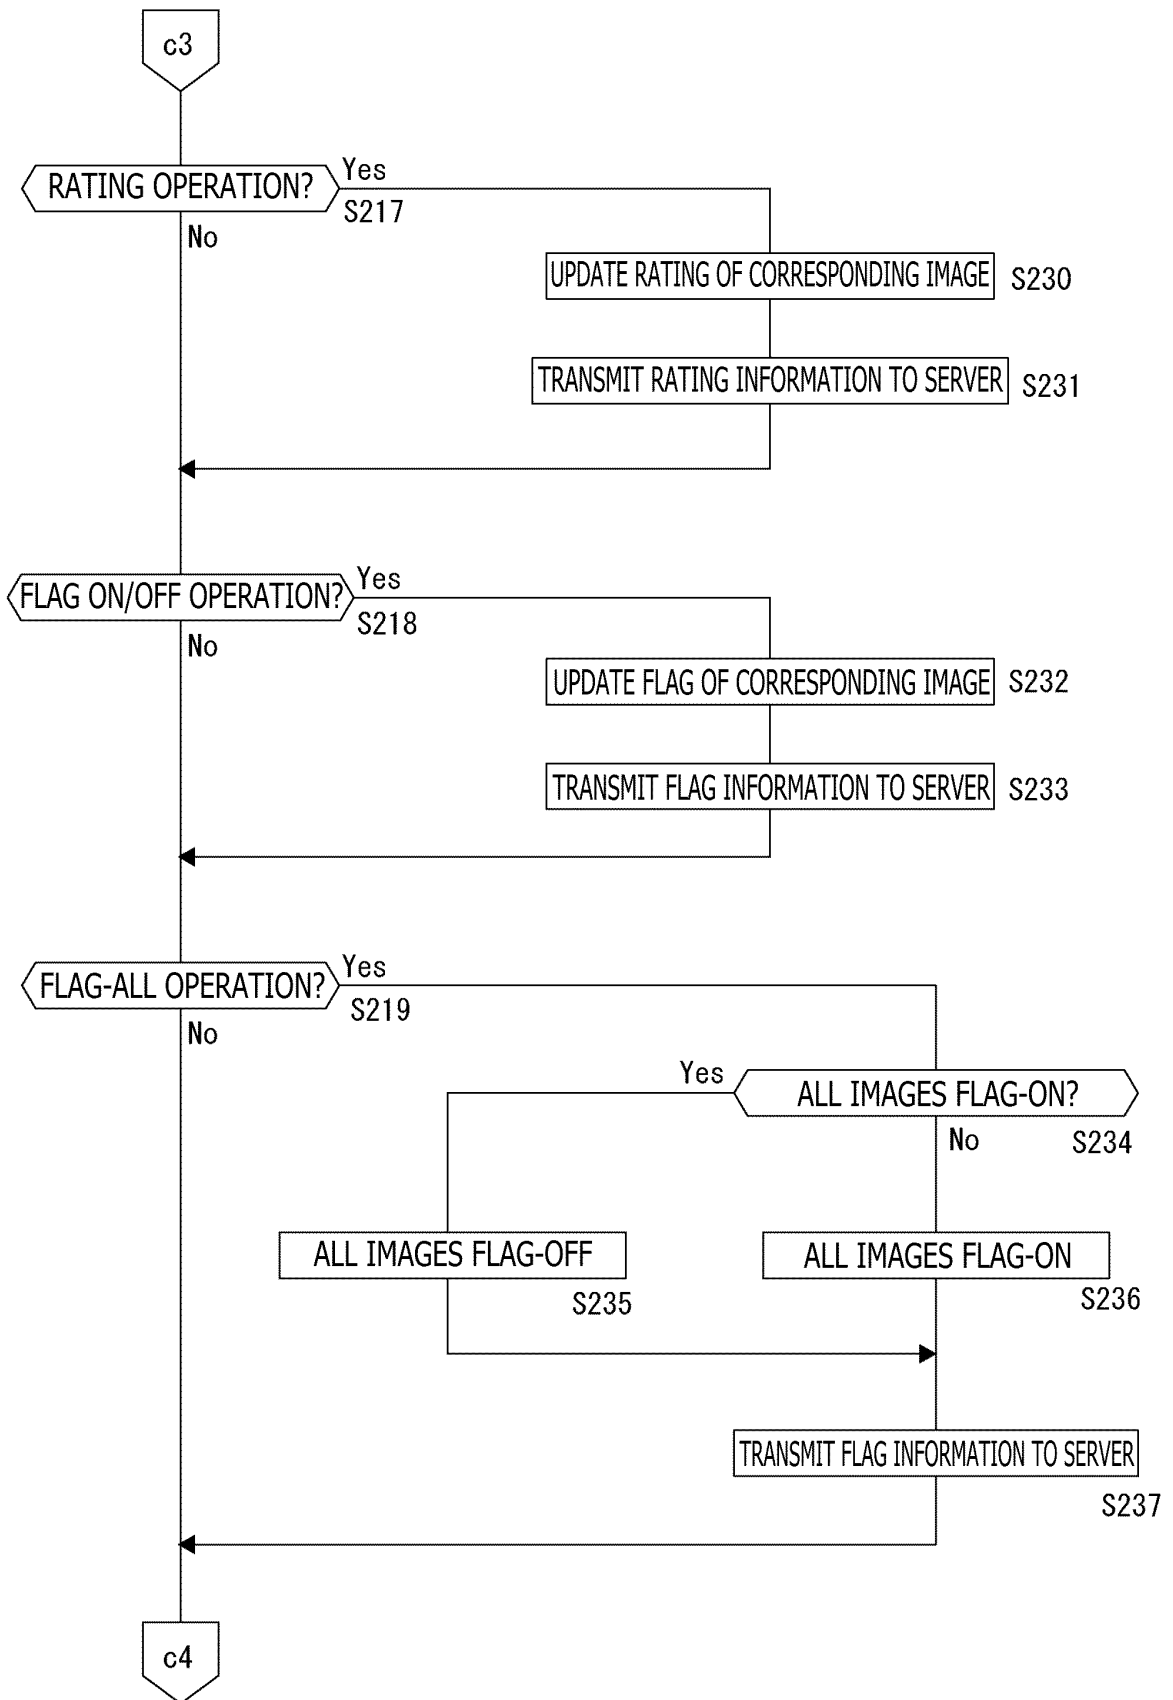 c3
RATING OPERATION?
Yes
S217
No
UPDATE RATING OF CORRESPONDING IMAGE
S230
TRANSMIT RATING INFORMATION TO SERVER
S231
FLAG ON/OFF OPERATION?
Yes
S218
No
UPDATE FLAG OF CORRESPONDING IMAGE
S232
TRANSMIT FLAG INFORMATION TO SERVER
S233
FLAG-ALL OPERATION?
Yes
S219
No
Yes
ALL IMAGES FLAG-ON?
No
S234
ALL IMAGES FLAG-OFF
S235
ALL IMAGES FLAG-ON
S236
TRANSMIT FLAG INFORMATION TO SERVER
S237
c4